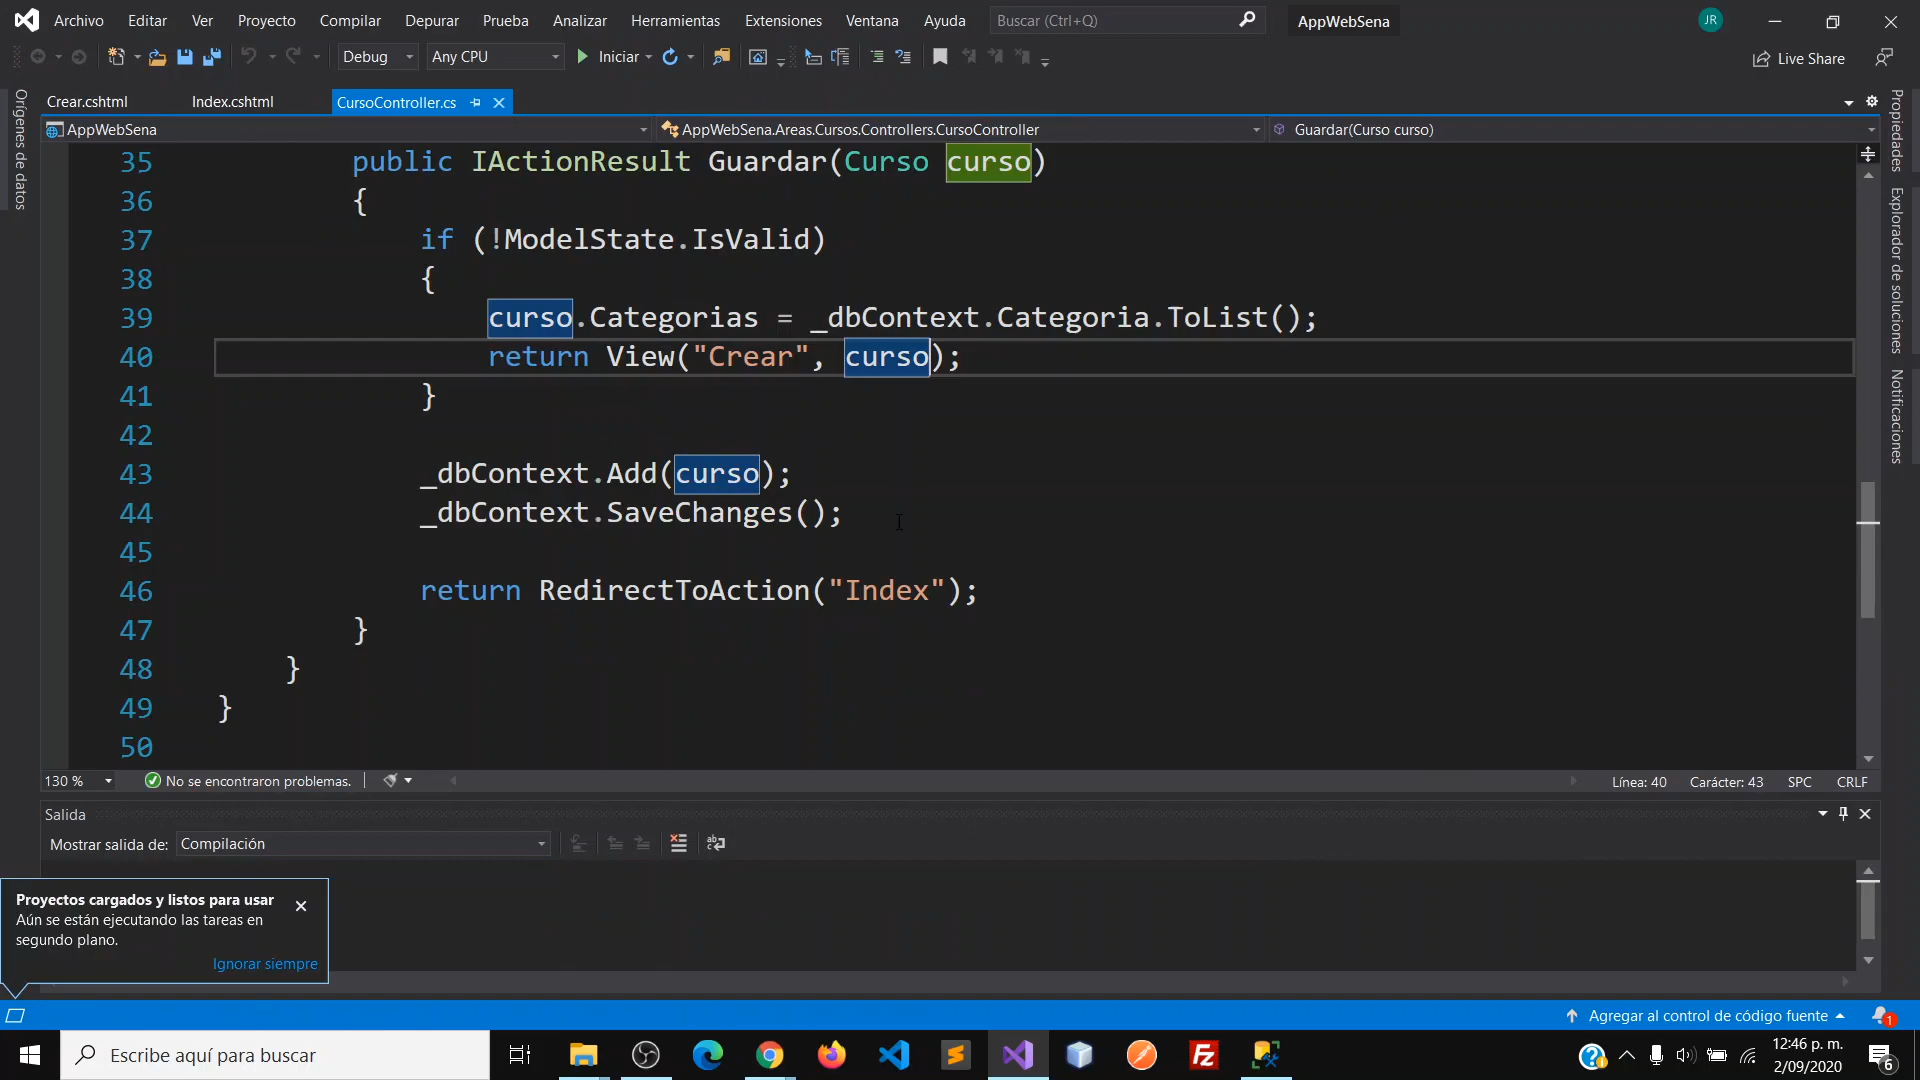 Archivo Editar Ver Proyecto Compilar Depurar Prueba Analizar Herramientas Extensiones Ventana Ayuda Buscar (Ctrl+Q) AppWebSena JR
Debug Any CPU Iniciar Live Share
Crear.cshtml Index.cshtml CursoController.cs
AppWebSena AppWebSena.Areas.Cursos.Controllers.CursoController Guardar(Curso curso)
Orígenes de datos
Propiedades
Explorador de soluciones
Notificaciones
35 public IActionResult Guardar(Curso curso)
36 {
37 if (!ModelState.IsValid)
38 {
39 curso.Categorias = _dbContext.Categoria.ToList();
40 return View("Crear", curso);
41 }
42
43 _dbContext.Add(curso);
44 _dbContext.SaveChanges();
45
46 return RedirectToAction("Index");
47 }
48 }
49 }
50
130 % No se encontraron problemas. Línea: 40 Carácter: 43 SPC CRLF
Salida
Mostrar salida de: Compilación
Proyectos cargados y listos para usar
Aún se están ejecutando las tareas en
segundo plano.
Ignorar siempre
Agregar al control de código fuente 1
Escribe aquí para buscar
12:46 p. m.
2/09/2020
6